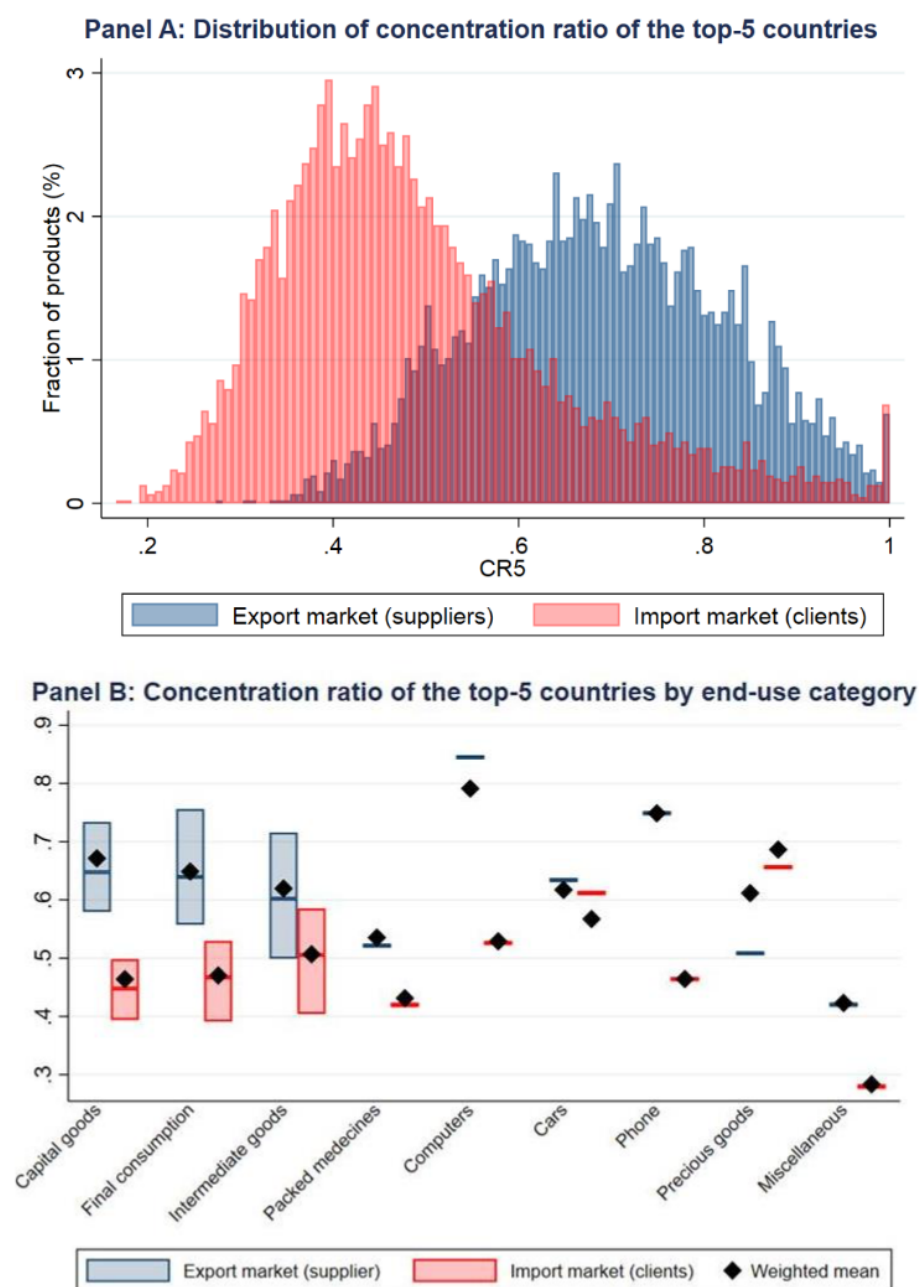 Panel A: Distribution of concentration ratio of the top-5 countries
3
2
1
0
Fraction of products (%)
.2 .4 .6 .8 1
CR5
Export market (suppliers) Import market (clients)
Panel B: Concentration ratio of the top-5 countries by end-use category
.9
.8
.7
.6
.5
.4
.3
Capital goods
Final consumption
Intermediate goods
Packed medecines
Computers
Cars
Phone
Precious goods
Miscellaneous
Export market (supplier) Import market (clients) Weighted mean